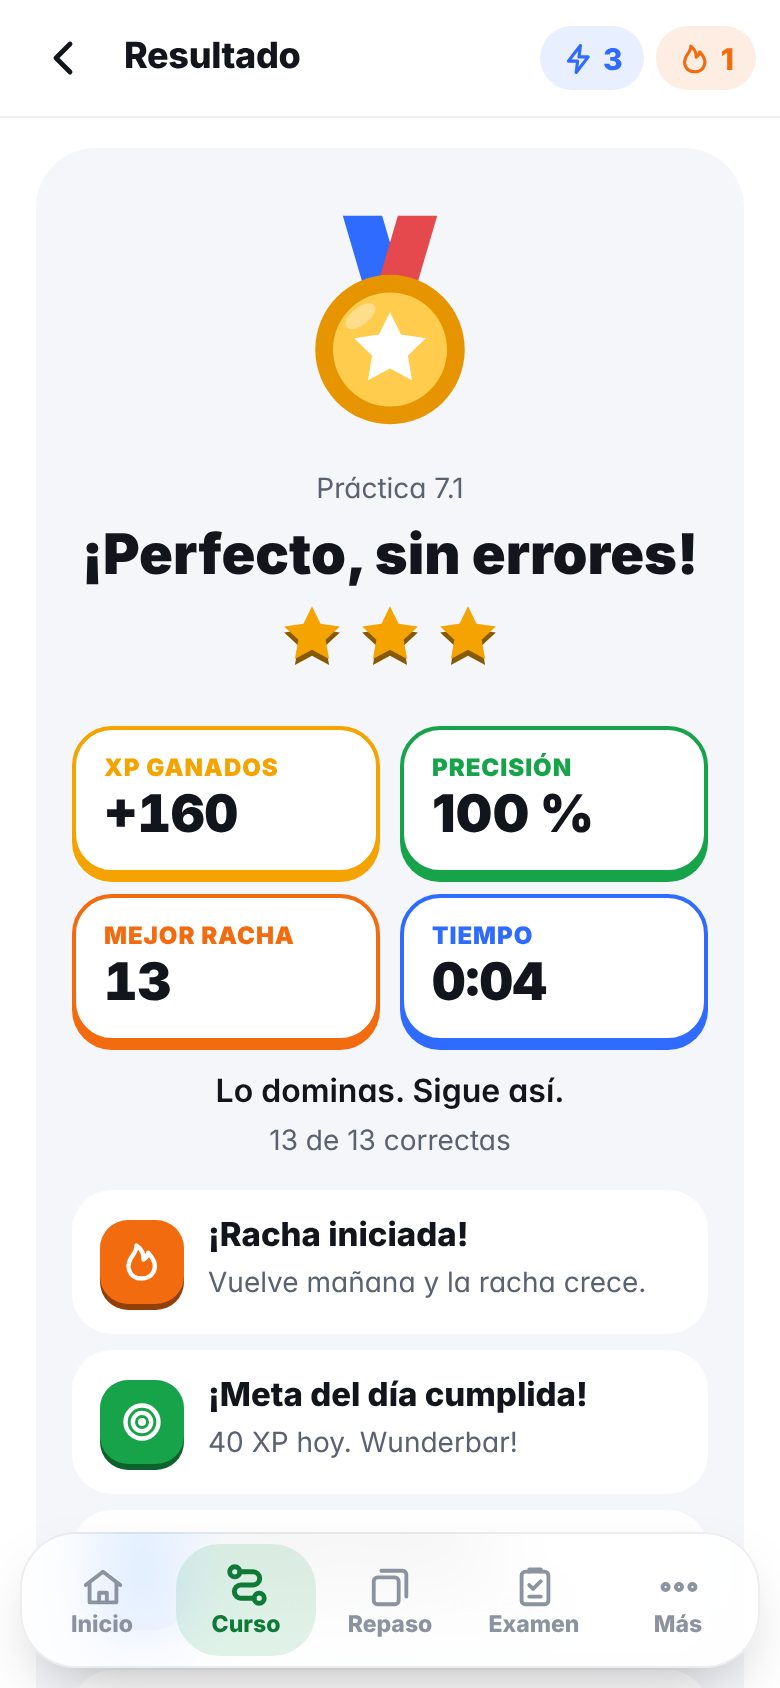 Resultado
3
1
Práctica 7.1
¡Perfecto, sin errores!
XP GANADOS
+160
PRECISIÓN
100 %
MEJOR RACHA
13
TIEMPO
0:04
Lo dominas. Sigue así.
13 de 13 correctas
¡Racha iniciada!
Vuelve mañana y la racha crece.
¡Meta del día cumplida!
40 XP hoy. Wunderbar!
Inicio
Curso
Repaso
Examen
Más